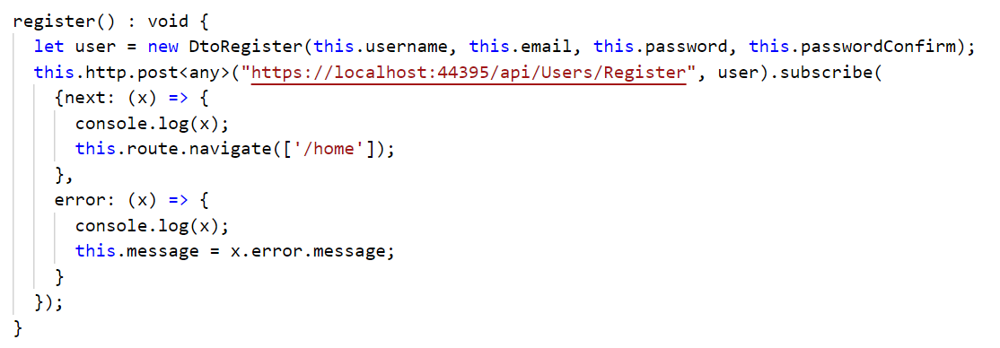 register() : void {
  let user = new DtoRegister(this.username, this.email, this.password, this.passwordConfirm);
  this.http.post<any>("https://localhost:44395/api/Users/Register", user).subscribe(
    {next: (x) => {
      console.log(x);
      this.route.navigate(['/home']);
    },
    error: (x) => {
      console.log(x);
      this.message = x.error.message;
    }
  });
}